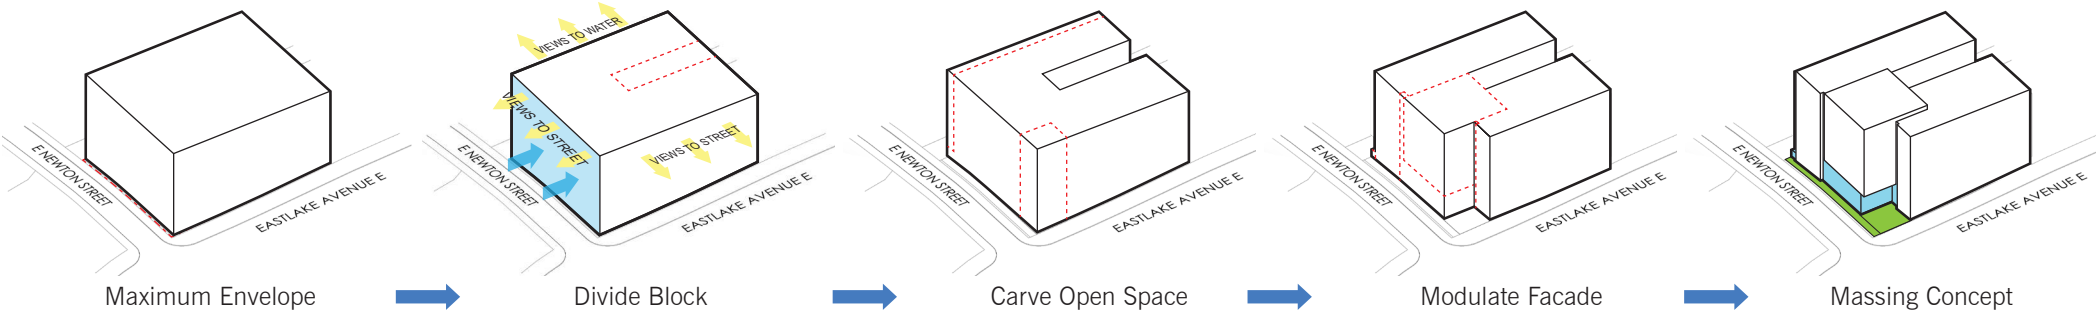 E NEWTON STREET
EASTLAKE AVENUE E
Maximum Envelope
VIEWS TO WATER
VIEWS TO STREET
VIEWS TO STREET
E NEWTON STREET
EASTLAKE AVENUE E
Divide Block
E NEWTON STREET
EASTLAKE AVENUE E
Carve Open Space
E NEWTON STREET
EASTLAKE AVENUE E
Modulate Facade
E NEWTON STREET
EASTLAKE AVENUE E
Massing Concept